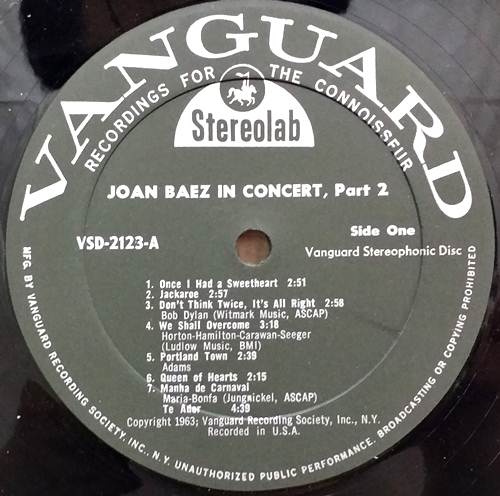 VANGUARD
RECORDINGS FOR THE CONNOISSEUR
Stereolab
JOAN BAEZ IN CONCERT, Part 2
VSD-2123-A
Side One
Vanguard Stereophonic Disc
1. Once I Had a Sweetheart 2:51
2. Jackaroe 2:57
3. Don't Think Twice, It's All Right 2:58
Bob Dylan (Witmark Music, ASCAP)
4. We Shall Overcome 3:18
Horton-Hamilton-Carawan-Seeger
(Ludlow Music, BMI)
5. Portland Town 2:39
Adams
6. Queen of Hearts 2:15
7. Manha de Carnaval
Maria-Bonfa (Jungnickel, ASCAP)
Te Ador 4:39
Copyright 1963; Vanguard Recording Society, Inc., N.Y.
Recorded in U.S.A.
MFG. BY VANGUARD RECORDING SOCIETY, INC., N.Y. UNAUTHORIZED PUBLIC PERFORMANCE, BROADCASTING OR COPYING PROHIBITED